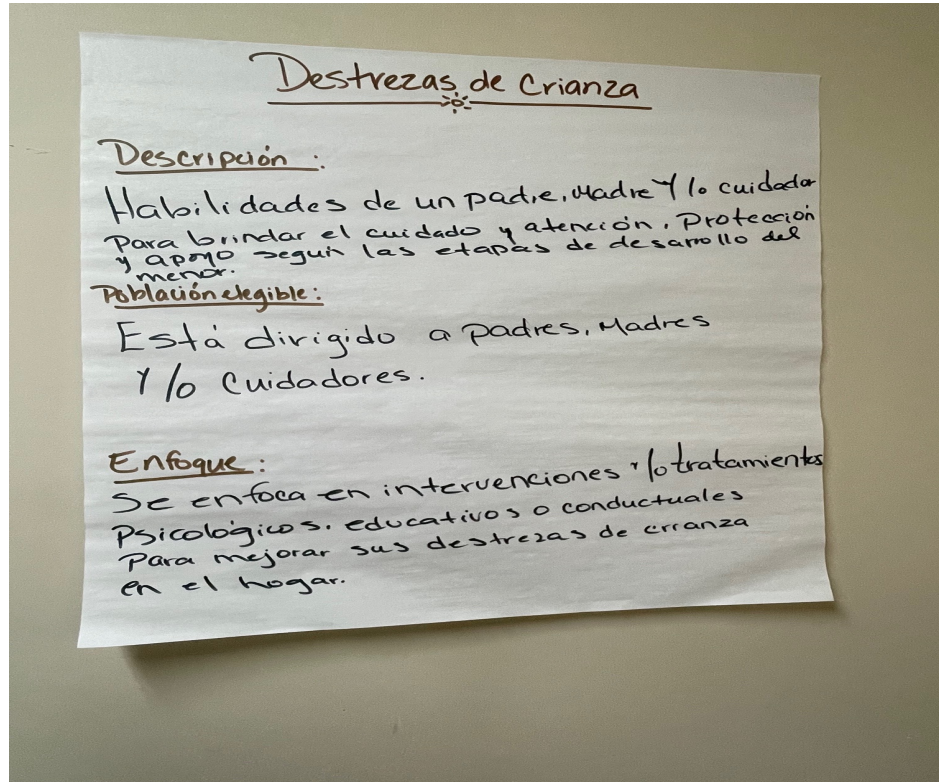 Destrezas de Crianza
Descripción:
Habilidades de un padre, Madre Y/o cuidador
Para brindar el cuidado y atención, Protección
y apoyo según las etapas de desarrollo del
menor.
Población elegible:
Está dirigido a padres, Madres
Y/o Cuidadores.
Enfoque:
Se enfoca en intervenciones Y/o tratamientos
Psicológicos, educativos o conductuales
Para mejorar sus destrezas de crianza
en el hogar.